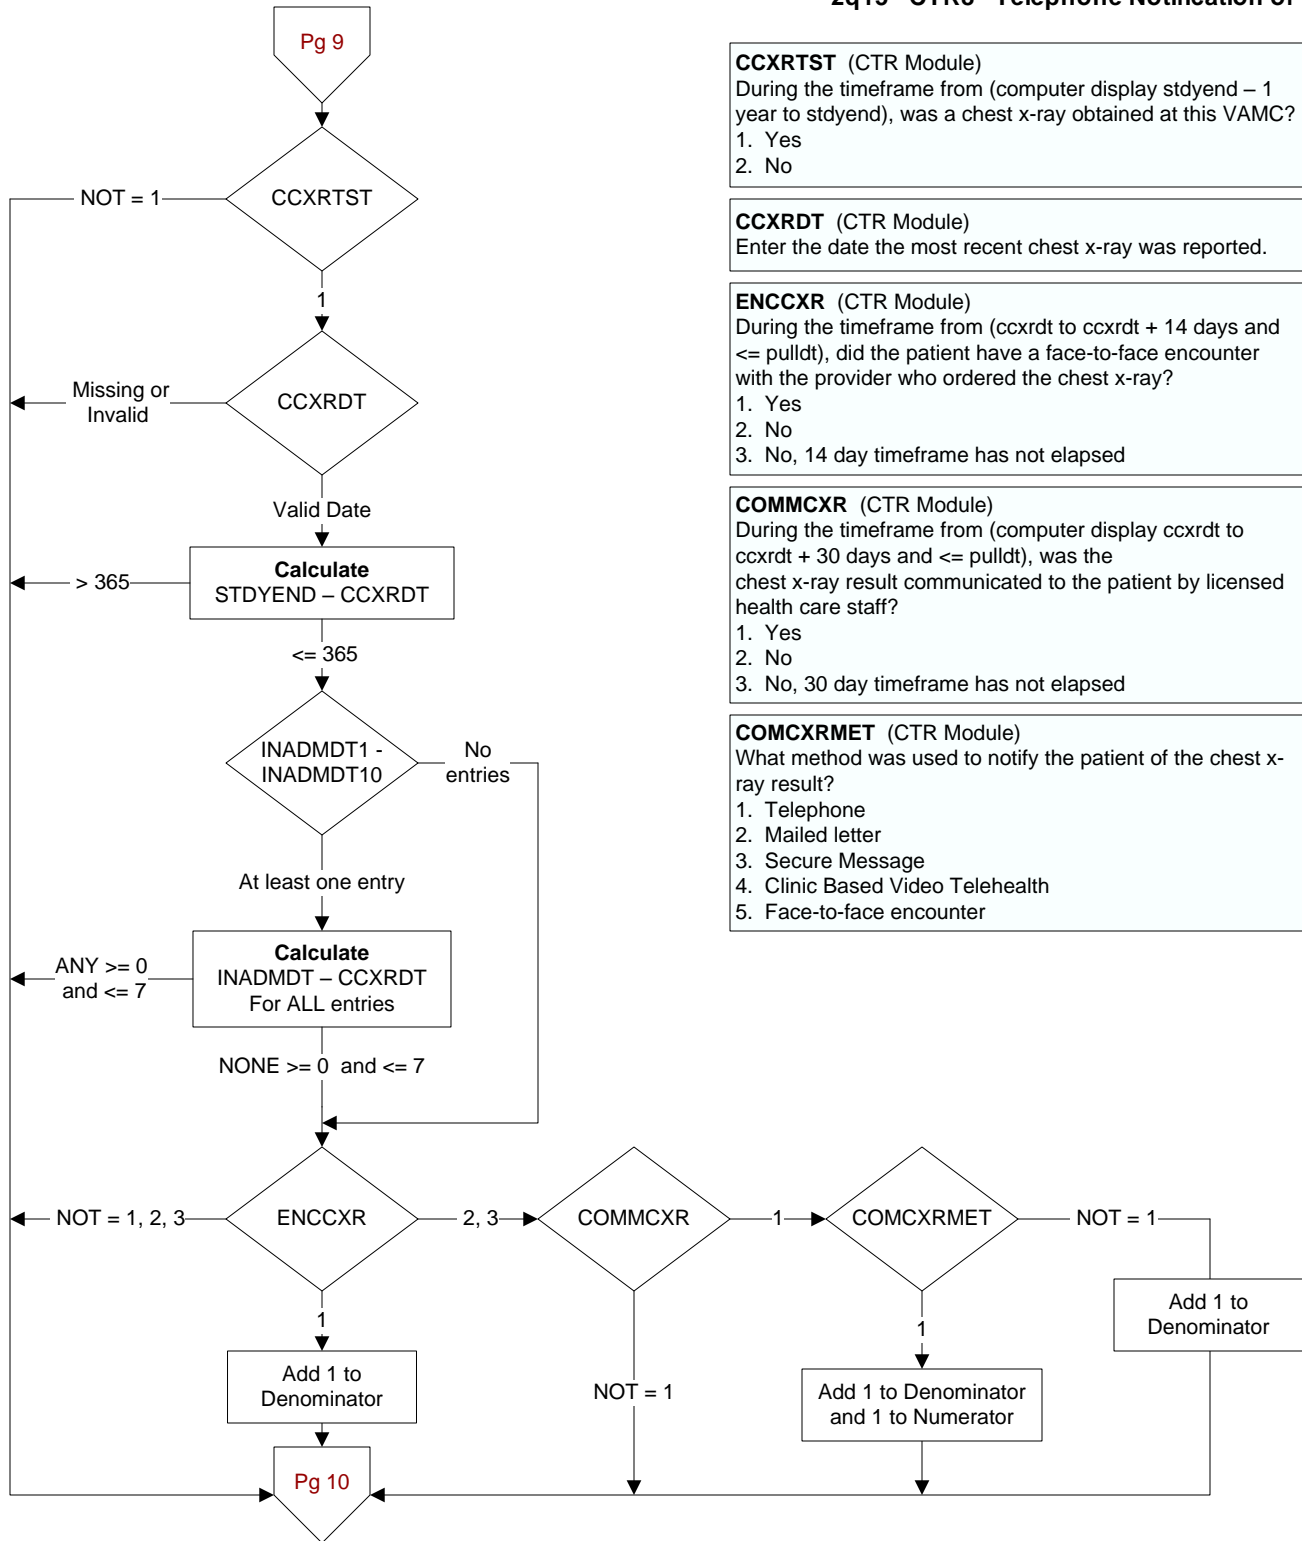 2q15 CTR8 Telephone Notification of
Pg 9
CCXRTST
NOT = 1
1
CCXRDT
Missing or
Invalid
Valid Date
Calculate
STDYEND – CCXRDT
> 365
<= 365
INADMDT1 -
INADMDT10
No
entries
At least one entry
Calculate
INADMDT – CCXRDT
For ALL entries
ANY >= 0
and <= 7
NONE >= 0 and <= 7
NOT = 1, 2, 3
ENCCXR
2, 3
COMMCXR
1
COMCXRMET
NOT = 1
1
Add 1 to
Denominator
NOT = 1
1
Add 1 to Denominator
and 1 to Numerator
Add 1 to
Denominator
Pg 10
CCXRTST (CTR Module)
During the timeframe from (computer display stdyend – 1
year to stdyend), was a chest x-ray obtained at this VAMC?
1. Yes
2. No
CCXRDT (CTR Module)
Enter the date the most recent chest x-ray was reported.
ENCCXR (CTR Module)
During the timeframe from (ccxrdt to ccxrdt + 14 days and
<= pulldt), did the patient have a face-to-face encounter
with the provider who ordered the chest x-ray?
1. Yes
2. No
3. No, 14 day timeframe has not elapsed
COMMCXR (CTR Module)
During the timeframe from (computer display ccxrdt to
ccxrdt + 30 days and <= pulldt), was the
chest x-ray result communicated to the patient by licensed
health care staff?
1. Yes
2. No
3. No, 30 day timeframe has not elapsed
COMCXRMET (CTR Module)
What method was used to notify the patient of the chest x-
ray result?
1. Telephone
2. Mailed letter
3. Secure Message
4. Clinic Based Video Telehealth
5. Face-to-face encounter